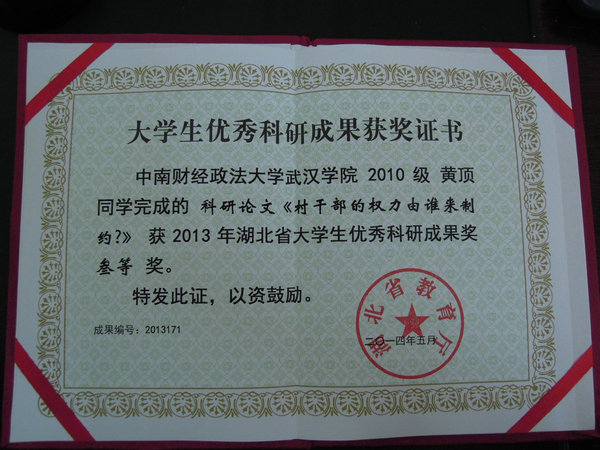 大学生优秀科研成果获奖证书
中南财经政法大学武汉学院 2010 级 黄顶
同学完成的 科研论文《村干部的权力由谁来制
约?》 获 2013 年湖北省大学生优秀科研成果奖
叁等 奖。
特发此证，以资鼓励。
成果编号：2013171
湖北省教育厅
二〇一四年五月